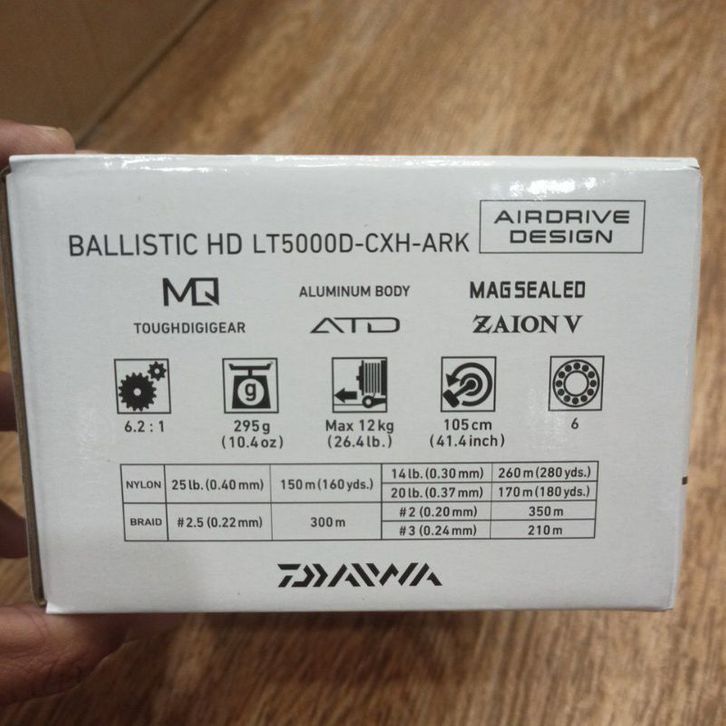 BALLISTIC HD LT5000D-CXH-ARK
AIRDRIVE
DESIGN
MQ
ALUMINUM BODY
MAGSEALED
TOUGHDIGIGEAR
ATD
ZAION V
g
6.2 : 1
295g
(10.4oz)
Max 12kg
(26.4lb.)
105cm
(41.4inch)
6
NYLON 25lb.(0.40mm) 150m(160yds.) 14lb.(0.30mm) 260m(280yds.)
20lb.(0.37mm) 170m(180yds.)
BRAID #2.5(0.22mm) 300m #2(0.20mm) 350m
#3(0.24mm) 210m
DAIWA